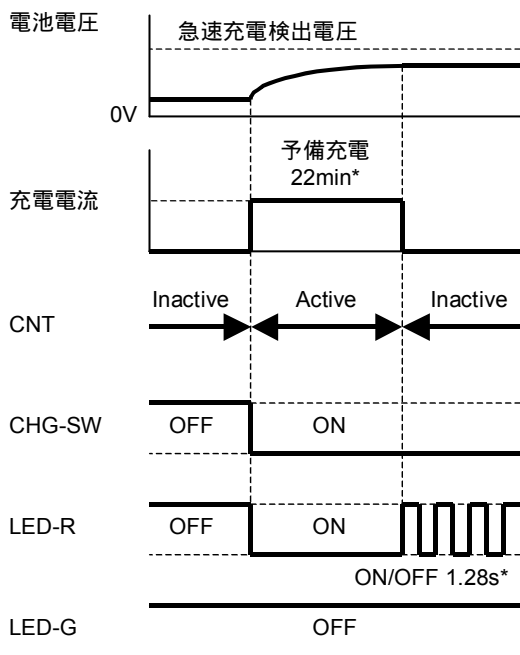 電池電圧
急速充電検出電圧
0V
予備充電
22min*
充電電流
Inactive Active Inactive
CNT
CHG-SW OFF ON
LED-R OFF ON
ON/OFF 1.28s*
LED-G OFF